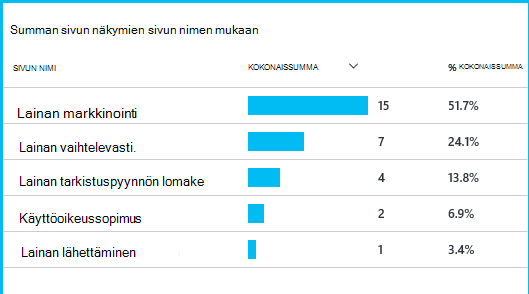 Summan sivun näkymien sivun nimen mukaan
SIVUN NIMI KOKONAISSUMMA % KOKONAISSUMMA
Lainan markkinointi 15 51.7%
Lainan vaihtelevasti. 7 24.1%
Lainan tarkistuspyynnön lomake 4 13.8%
Käyttöoikeussopimus 2 6.9%
Lainan lähettäminen 1 3.4%